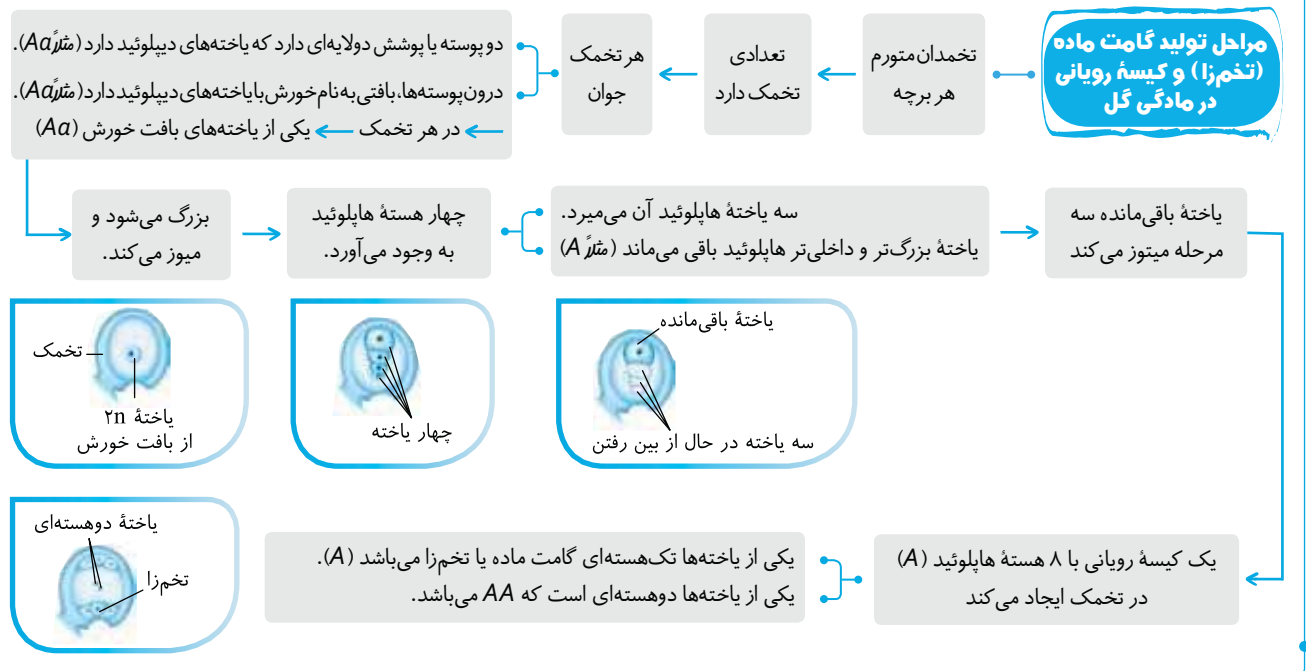 مراحل تولید گامت ماده
(تخم‌زا) و کیسهٔ رویانی
در مادگی گل
تخمدان متورم
هر برچه
تعدادی
تخمک دارد
هر تخمک
جوان
دو پوسته یا پوشش دولایه‌ای دارد که یاخته‌های دیپلوئید دارد (مثلاً Aa).
درون پوسته‌ها، بافتی به نام خورش با یاخته‌های دیپلوئید دارد (مثلاً Aa).
در هر تخمک یکی از یاخته‌های بافت خورش (Aa)
بزرگ می‌شود و
میوز می‌کند.
چهار هستهٔ هاپلوئید
به وجود می‌آورد.
سه یاختهٔ هاپلوئید آن می‌میرد.
یاختهٔ بزرگ‌تر و داخلی‌تر هاپلوئید باقی می‌ماند (مثلاً A)
یاختهٔ باقی‌مانده سه
مرحله میتوز می‌کند
تخمک
یاختهٔ ۲n
از بافت خورش
چهار یاخته
یاختهٔ باقی‌مانده
سه یاخته در حال از بین رفتن
یک کیسهٔ رویانی با ۸ هستهٔ هاپلوئید (A)
در تخمک ایجاد می‌کند
یکی از یاخته‌ها تک‌هسته‌ای گامت ماده یا تخم‌زا می‌باشد (A).
یکی از یاخته‌ها دوهسته‌ای است که AA می‌باشد.
یاختهٔ دوهسته‌ای
تخم‌زا